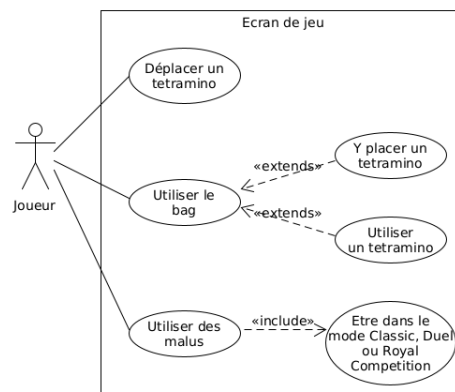 Ecran de jeu
Déplacer un
tetramino
Joueur
Utiliser le
bag
«extends»
Y placer un
tetramino
«extends»
Utiliser
un tetramino
Utiliser des
malus
«include»
Etre dans le
mode Classic, Duel
ou Royal
Competition